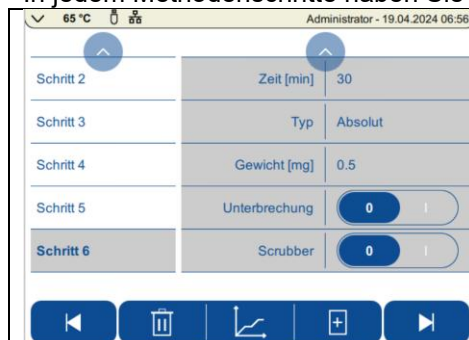 In jedem Methodenschritte haben Sie
65 °C Administrator - 19.04.2024 06:56
Schritt 2 Zeit [min] 30
Schritt 3 Typ Absolut
Schritt 4 Gewicht [mg] 0.5
Schritt 5 Unterbrechung 0 I
Schritt 6 Scrubber 0 I